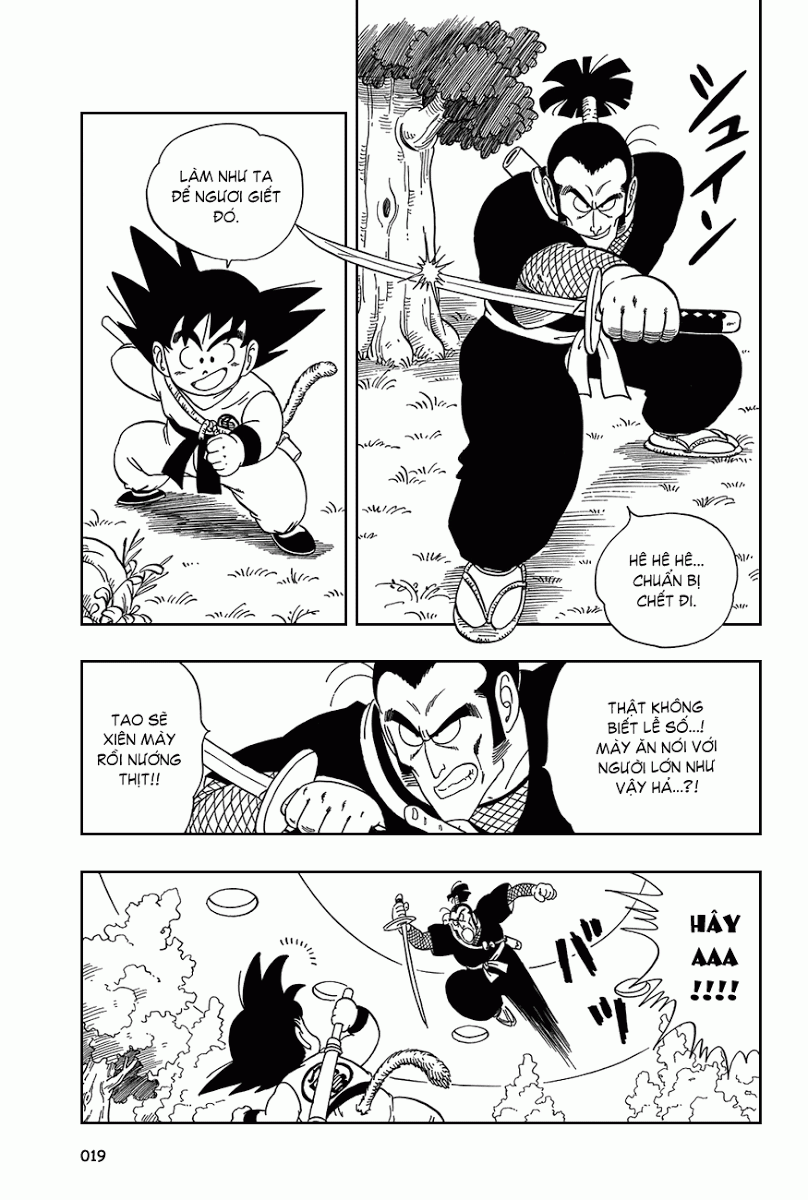 シュイン
HÊ HÊ HÊ...
CHUẨN BỊ
CHẾT ĐI.
LÀM NHƯ TA
ĐỂ NGƯƠI GIẾT
ĐÓ.
THẬT KHÔNG
BIẾT LỄ SỐ...!
MÀY ĂN NÓI VỚI
NGƯỜI LỚN NHƯ
VẬY HẢ...?!
TAO SẼ
XIÊN MÀY
RỒI NƯỚNG
THỊT!!
HÂY
AAA
!!!!
バッ
019